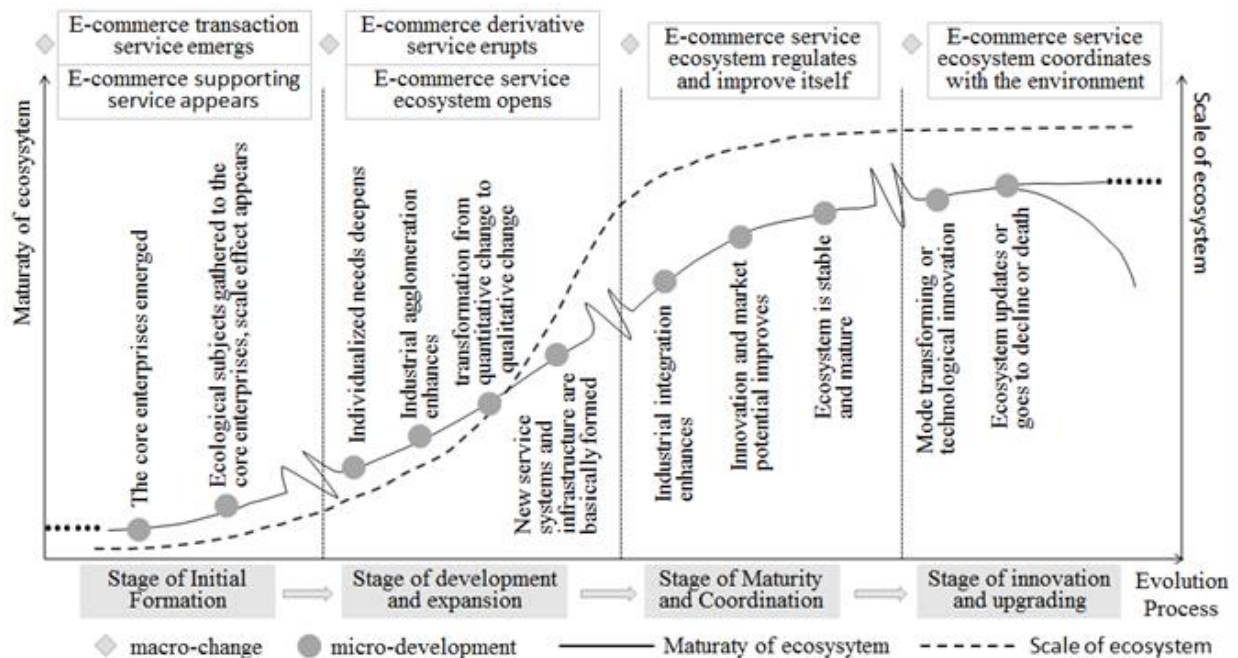 E-commerce transaction
service emergs
E-commerce supporting
service appears
E-commerce derivative
service erupts
E-commerce service
ecosystem opens
E-commerce service
ecosystem regulates
and improve itself
E-commerce service
ecosystem coordinates
with the environment
Maturaty of ecosysytem
Scale of ecosystem
The core enterprises emerged
Ecological subjects gathered to the
core enterprises, scale effect appears
Individualized needs deepens
Industrial agglomeration
enhances
transformation from
quantitative change to
qualitative change
New service
systems and
infrastructure are
basically formed
Industrial integration
enhances
Innovation and market
potential improves
Ecosystem is stable
and mature
Mode transforming or
technological innovation
Ecosystem updates or
goes to decline or death
Stage of Initial
Formation
Stage of development
and expansion
Stage of Maturity
and Coordination
Stage of innovation
and upgrading
Evolution
Process
macro-change
micro-development
Maturaty of ecosysytem
Scale of ecosystem